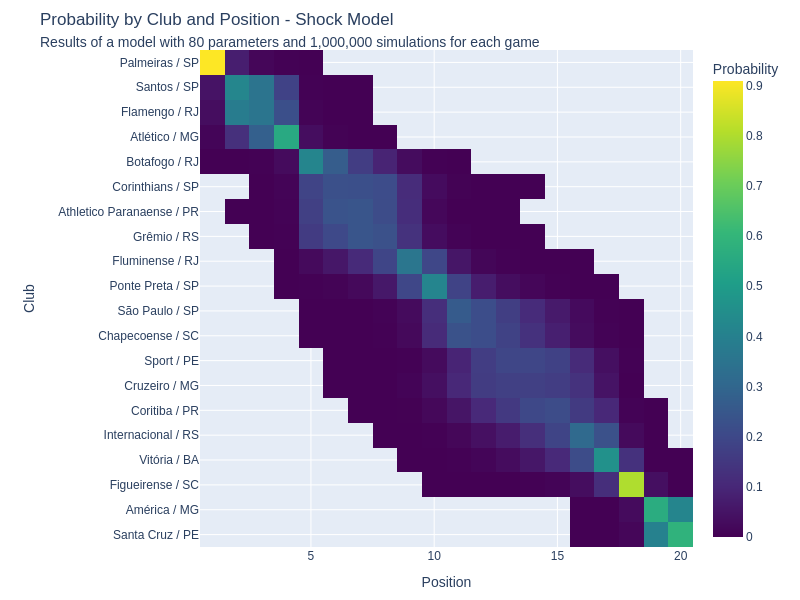 Probability by Club and Position - Shock Model
Results of a model with 80 parameters and 1,000,000 simulations for each game
Probability
Palmeiras / SP
Santos / SP
Flamengo / RJ
Atlético / MG
Botafogo / RJ
Corinthians / SP
Athletico Paranaense / PR
Grêmio / RS
Fluminense / RJ
Ponte Preta / SP
São Paulo / SP
Chapecoense / SC
Sport / PE
Cruzeiro / MG
Coritiba / PR
Internacional / RS
Vitória / BA
Figueirense / SC
América / MG
Santa Cruz / PE
Club
5
10
15
20
Position
0.9
0.8
0.7
0.6
0.5
0.4
0.3
0.2
0.1
0